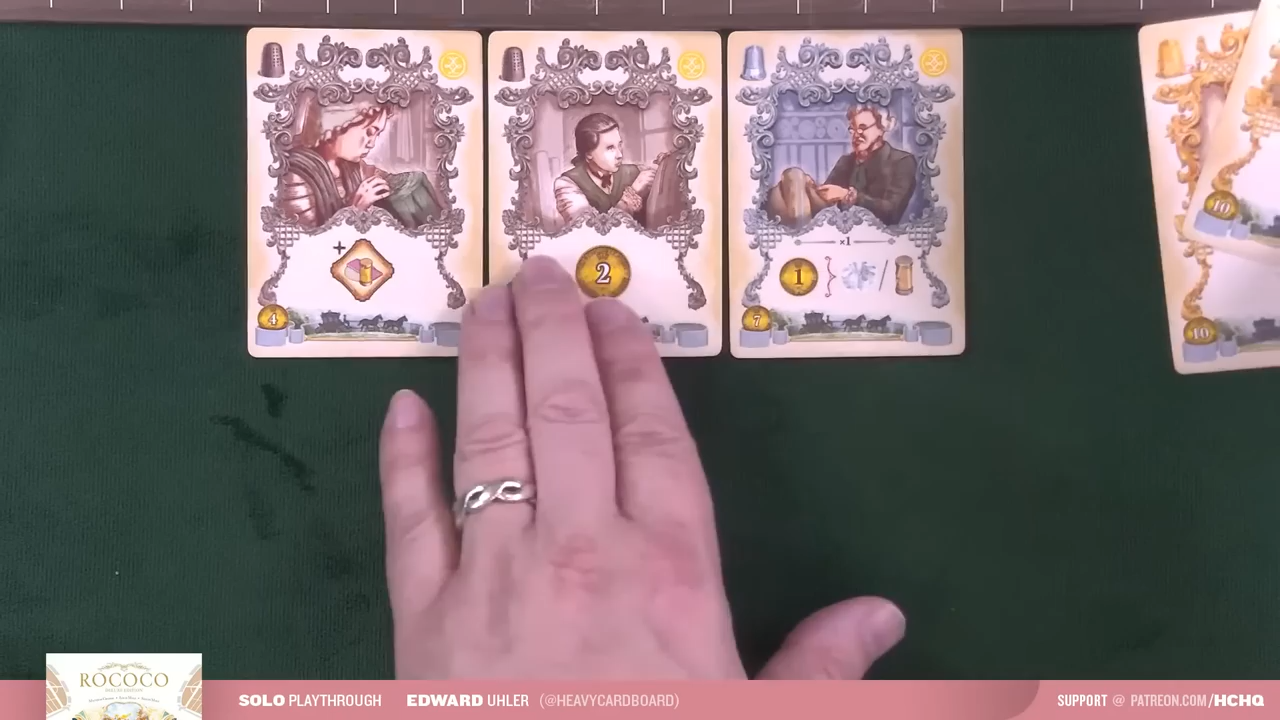 +
4
2
×1
1 /
7
10
10
ROCOCO
SOLO PLAYTHROUGH EDWARD UHLER (@HEAVYCARDBOARD)
SUPPORT @ PATREON.COM/HCHQ